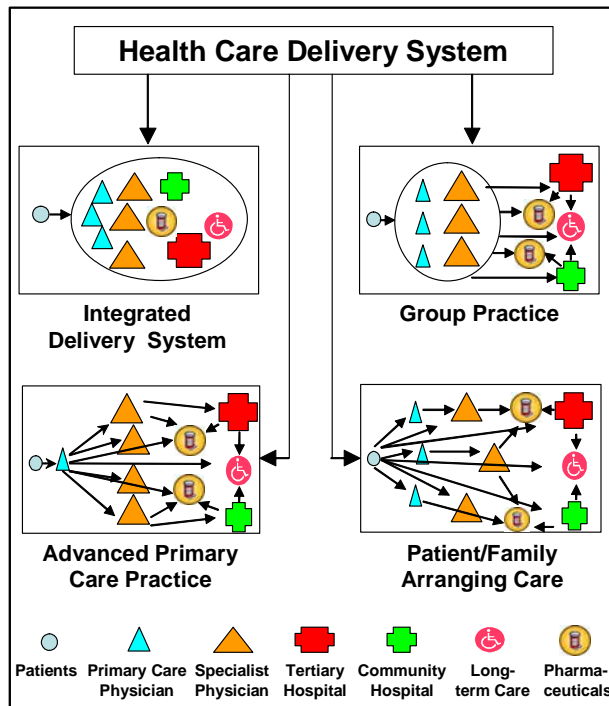 Health Care Delivery System
Integrated
Delivery System
Group Practice
Advanced Primary
Care Practice
Patient/Family
Arranging Care
Patients
Primary Care
Physician
Specialist
Physician
Tertiary
Hospital
Community
Hospital
Long-
term Care
Pharma-
ceuticals